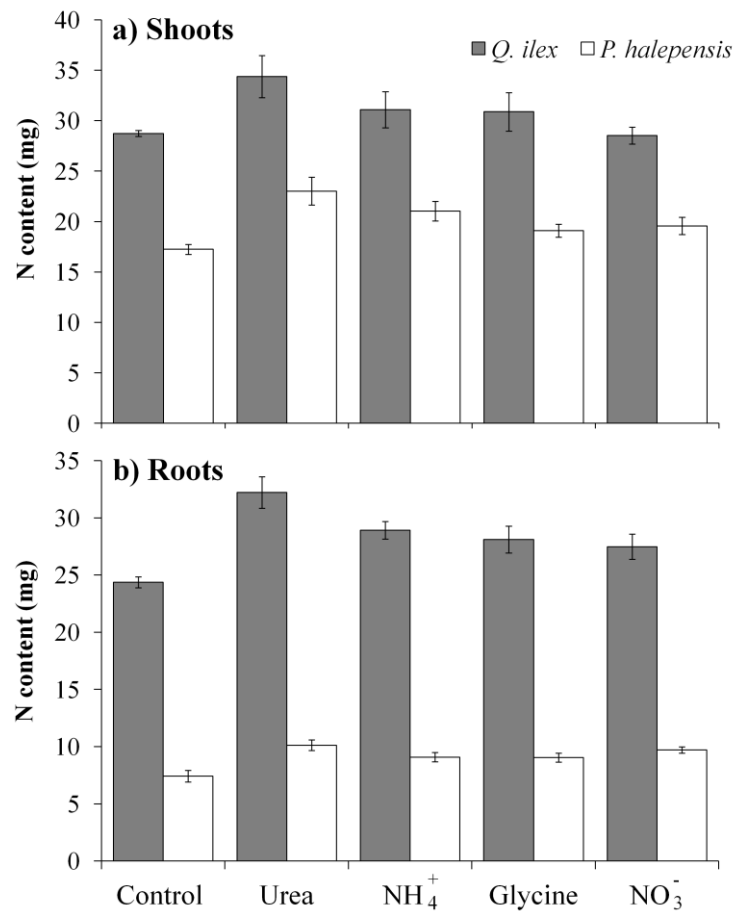 a) Shoots
Q. ilex P. halepensis
N content (mg)
40
35
30
25
20
15
10
5
0
b) Roots
N content (mg)
35
30
25
20
15
10
5
0
Control Urea NH₄⁺ Glycine NO₃⁻